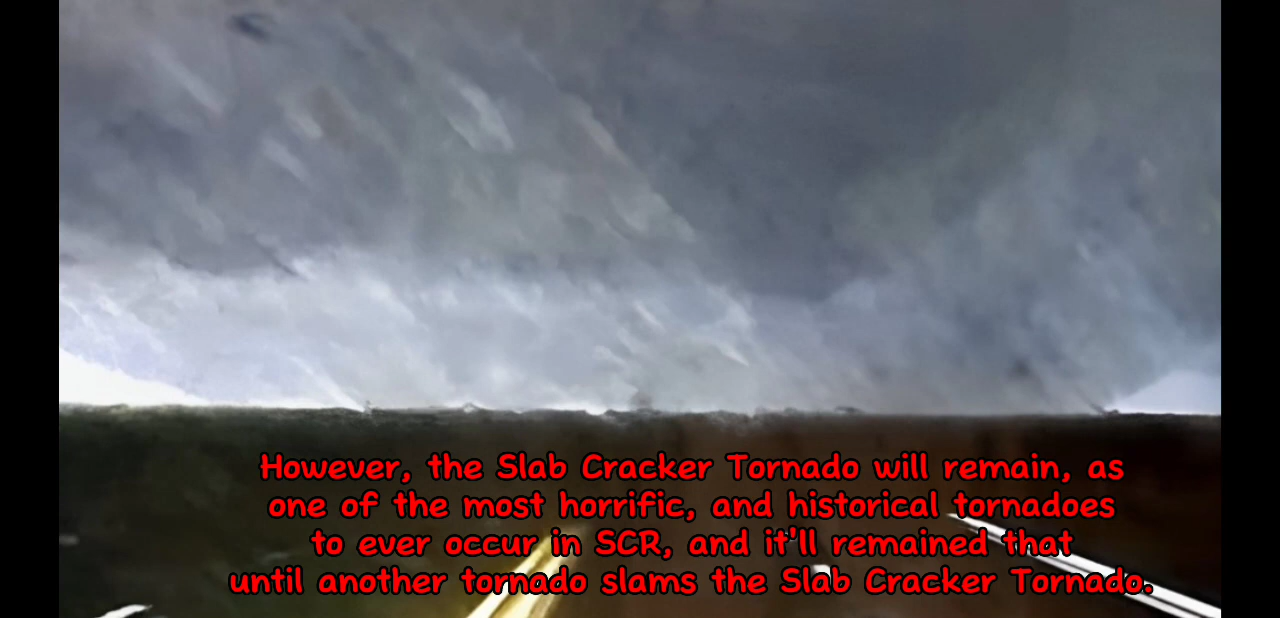 However, the Slab Cracker Tornado will remain, as
one of the most horrific, and historical tornadoes
to ever occur in SCR, and it'll remained that
until another tornado slams the Slab Cracker Tornado.